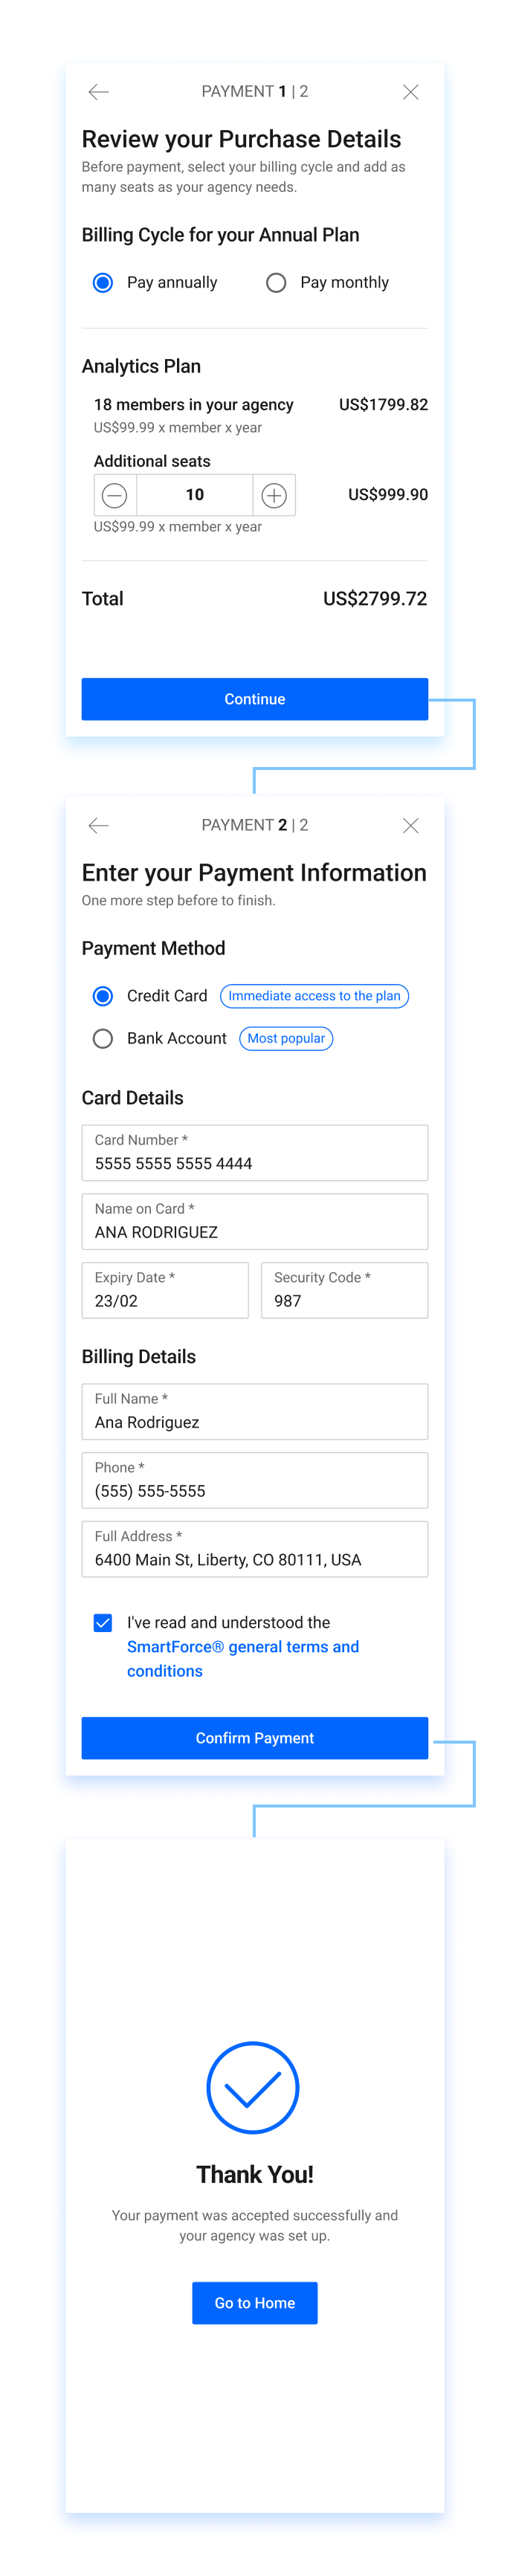 PAYMENT 1 | 2
Review your Purchase Details
Before payment, select your billing cycle and add as
many seats as your agency needs.
Billing Cycle for your Annual Plan
Pay annually
Pay monthly
Analytics Plan
18 members in your agency US$1799.82
US$99.99 x member x year
Additional seats
10 US$999.90
US$99.99 x member x year
Total US$2799.72
Continue
PAYMENT 2 | 2
Enter your Payment Information
One more step before to finish.
Payment Method
Credit Card Immediate access to the plan
Bank Account Most popular
Card Details
Card Number *
5555 5555 5555 4444
Name on Card *
ANA RODRIGUEZ
Expiry Date * Security Code *
23/02 987
Billing Details
Full Name *
Ana Rodriguez
Phone *
(555) 555-5555
Full Address *
6400 Main St, Liberty, CO 80111, USA
I've read and understood the
SmartForce® general terms and
conditions
Confirm Payment
Thank You!
Your payment was accepted successfully and
your agency was set up.
Go to Home